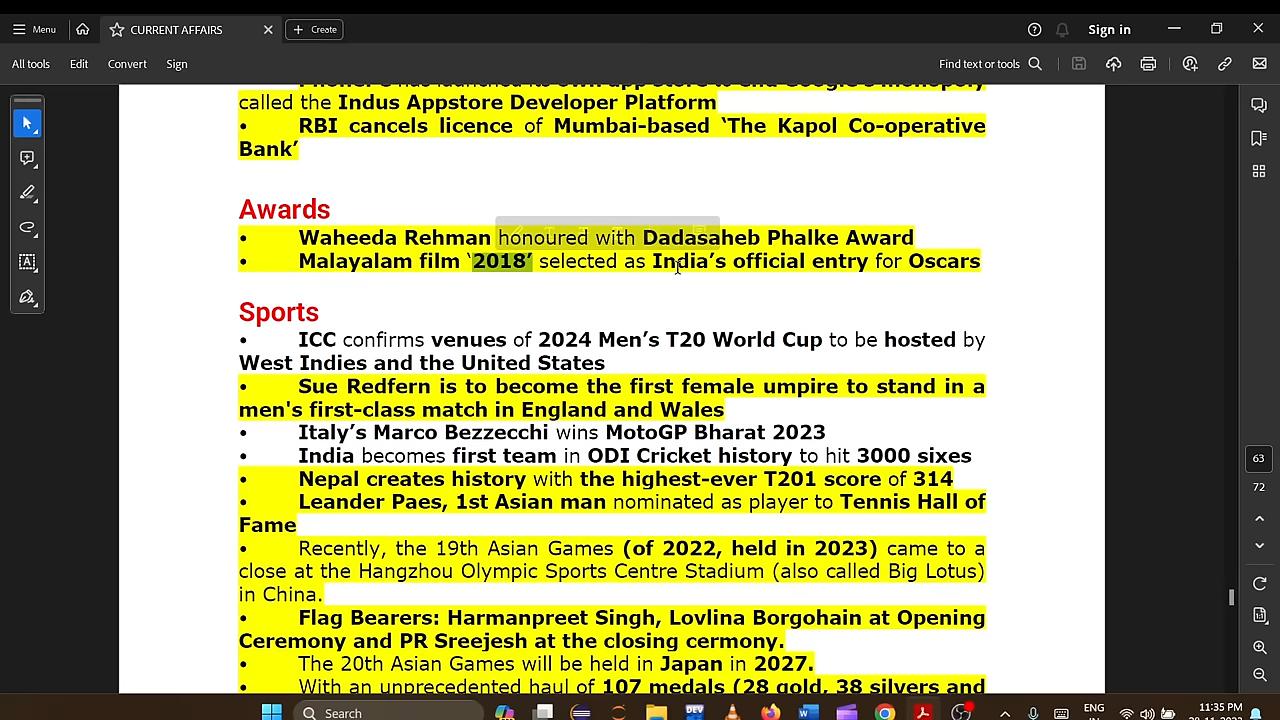 Menu
CURRENT AFFAIRS
Create
Sign in
All tools
Edit
Convert
Sign
Find text or tools
called the Indus Appstore Developer Platform
• RBI cancels licence of Mumbai-based ‘The Kapol Co-operative
Bank’
Awards
• Waheeda Rehman honoured with Dadasaheb Phalke Award
• Malayalam film ‘2018’ selected as India’s official entry for Oscars
Sports
• ICC confirms venues of 2024 Men’s T20 World Cup to be hosted by
West Indies and the United States
• Sue Redfern is to become the first female umpire to stand in a
men's first-class match in England and Wales
• Italy’s Marco Bezzecchi wins MotoGP Bharat 2023
• India becomes first team in ODI Cricket history to hit 3000 sixes
• Nepal creates history with the highest-ever T201 score of 314
• Leander Paes, 1st Asian man nominated as player to Tennis Hall of
Fame
• Recently, the 19th Asian Games (of 2022, held in 2023) came to a
close at the Hangzhou Olympic Sports Centre Stadium (also called Big Lotus)
in China.
• Flag Bearers: Harmanpreet Singh, Lovlina Borgohain at Opening
Ceremony and PR Sreejesh at the closing cermony.
• The 20th Asian Games will be held in Japan in 2027.
• With an unprecedented haul of 107 medals (28 gold, 38 silvers and
63
72
Search
DEV
ENG
IN
11:35 PM